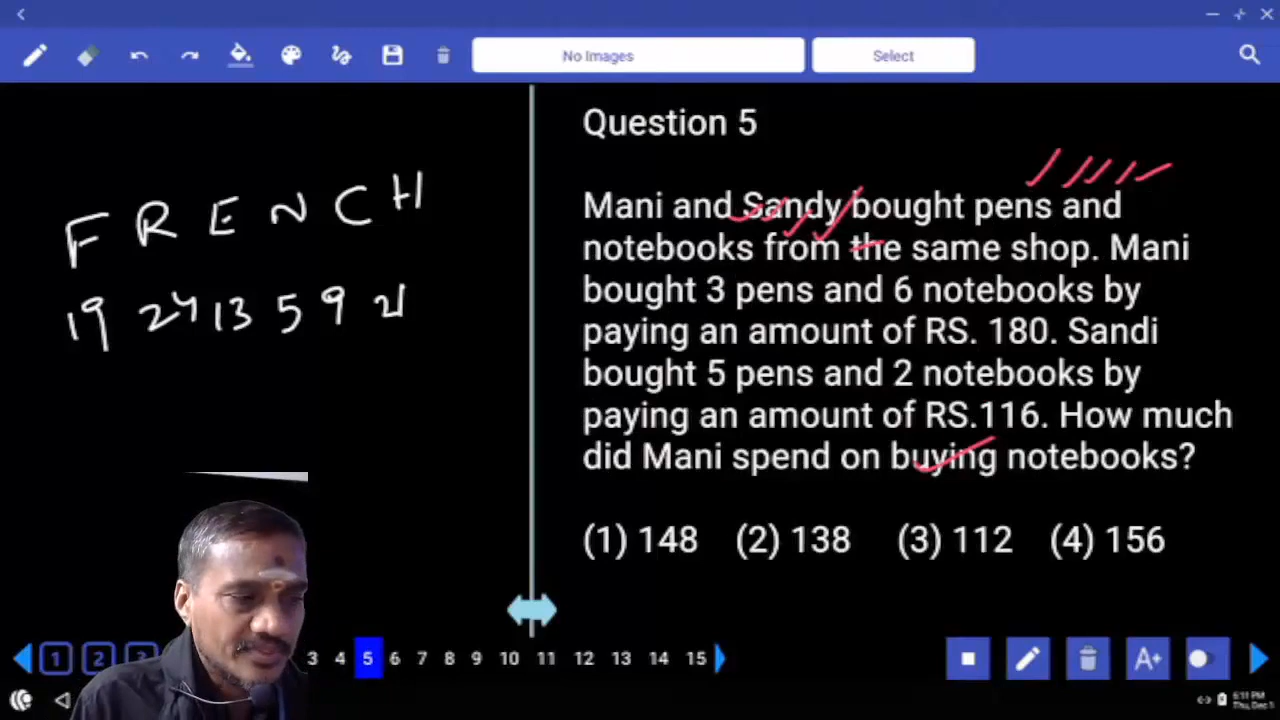 No Images
Select
F R E N C H
19 24 13 5 9 21
Question 5
Mani and Sandy bought pens and
notebooks from the same shop. Mani
bought 3 pens and 6 notebooks by
paying an amount of RS. 180. Sandi
bought 5 pens and 2 notebooks by
paying an amount of RS.116. How much
did Mani spend on buying notebooks?
(1) 148 (2) 138 (3) 112 (4) 156
1 2 3 3 4 5 6 7 8 9 10 11 12 13 14 15
A+
6:11 PM